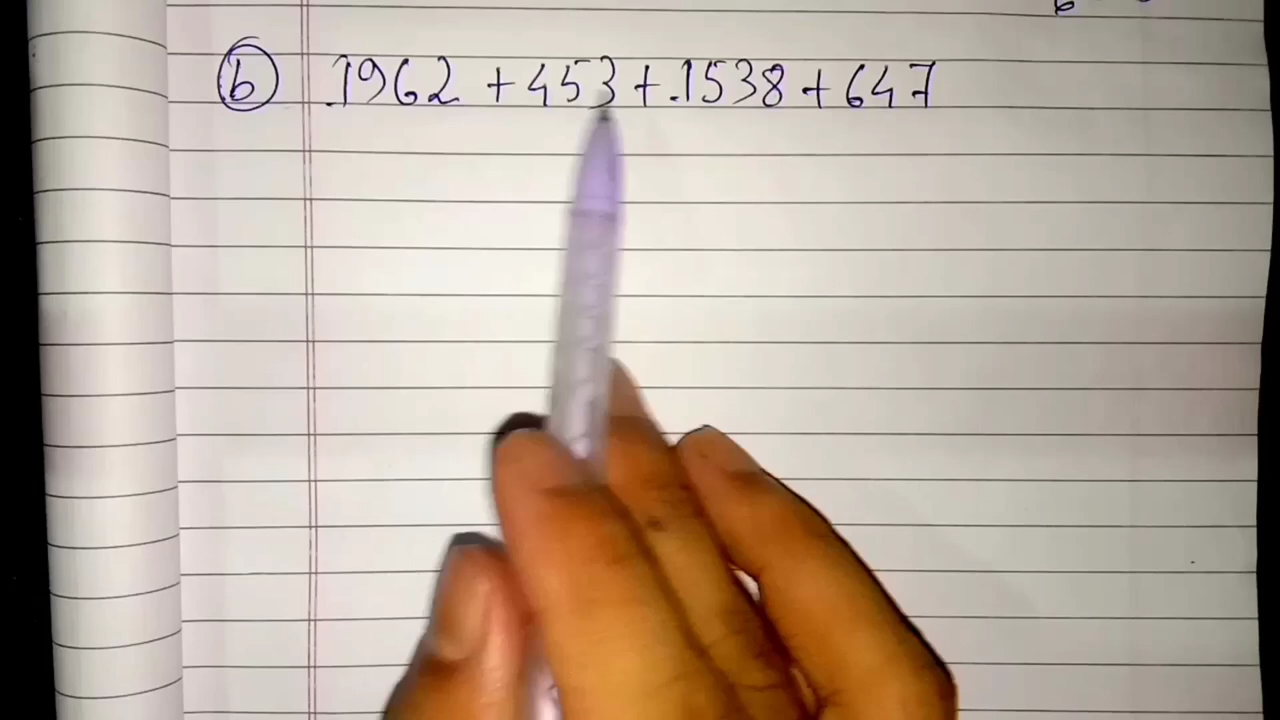 (b) 1962 + 453 + 1538 + 647